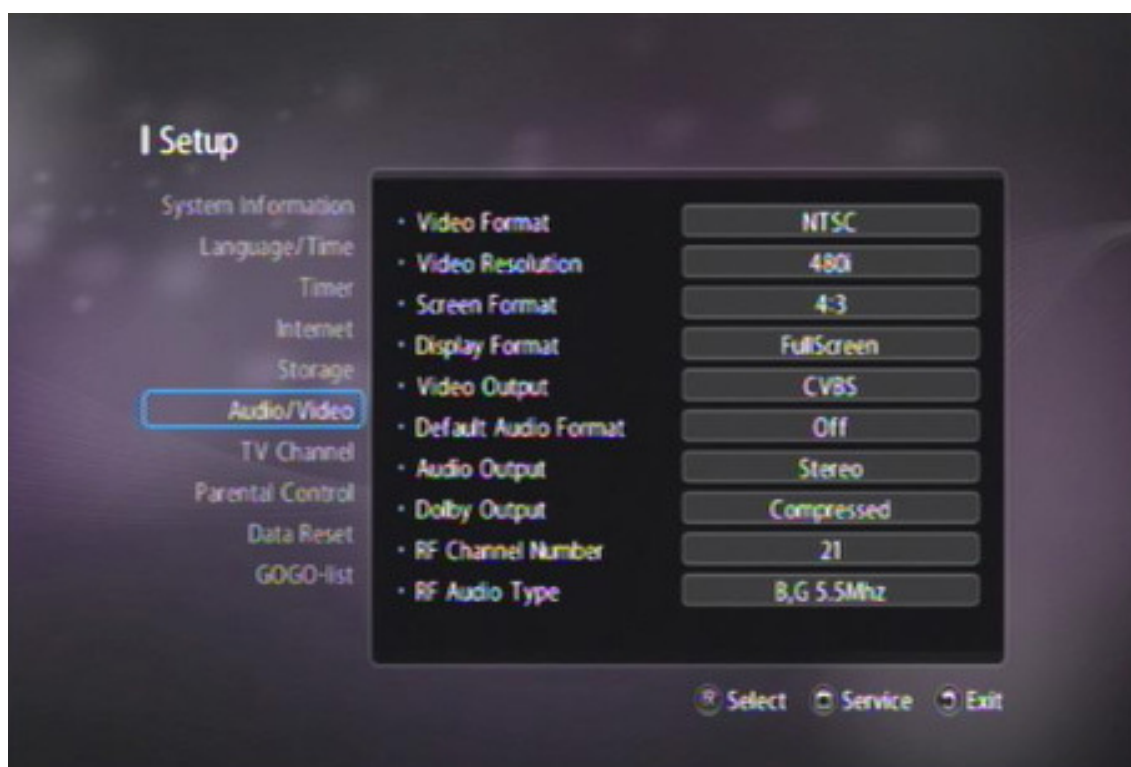 Setup
System Information
Language/Time
Timer
Internet
Storage
Audio/Video
TV Channel
Parental Control
Data Reset
GOGO-list
· Video Format NTSC
· Video Resolution 480i
· Screen Format 4:3
· Display Format FullScreen
· Video Output CVBS
· Default Audio Format Off
· Audio Output Stereo
· Dolby Output Compressed
· RF Channel Number 21
· RF Audio Type B,G 5.5Mhz
Select Service Exit